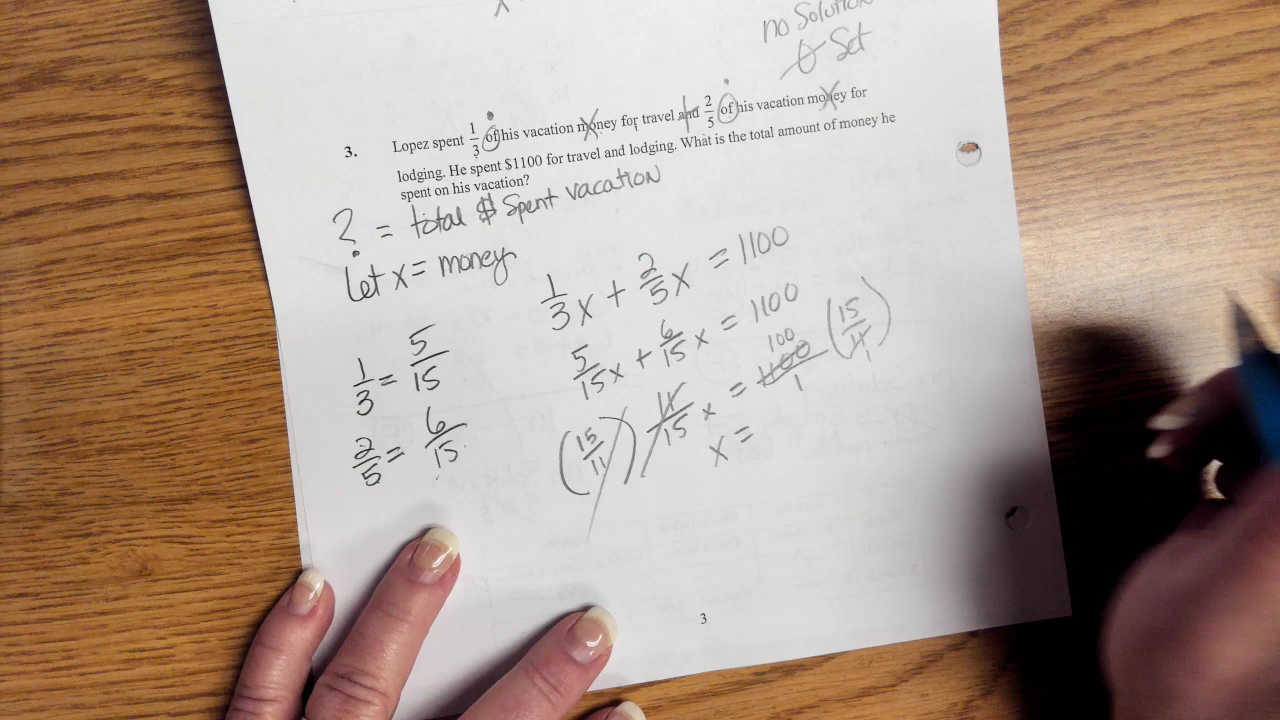 no Solution
∅ Set
3. Lopez spent 1/3 of his vacation money for travel and 2/5 of his vacation money for
lodging. He spent $1100 for travel and lodging. What is the total amount of money he
spent on his vacation?
? = total $ Spent vacation
Let x = money
1/3 x + 2/5 x = 1100
1/3 = 5/15
5/15 x + 6/15 x = 1100
2/5 = 6/15
(15/11) 11/15 x = 1100/1 (15/11)
100
1
x =
3